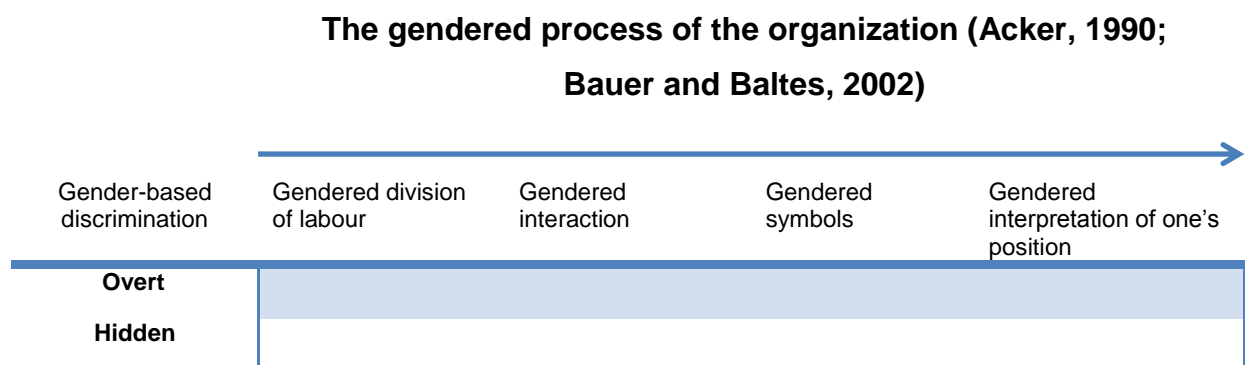 The gendered process of the organization (Acker, 1990;
Bauer and Baltes, 2002)
Gender-based
discrimination
Gendered division
of labour
Gendered
interaction
Gendered
symbols
Gendered
interpretation of one’s
position
Overt
Hidden